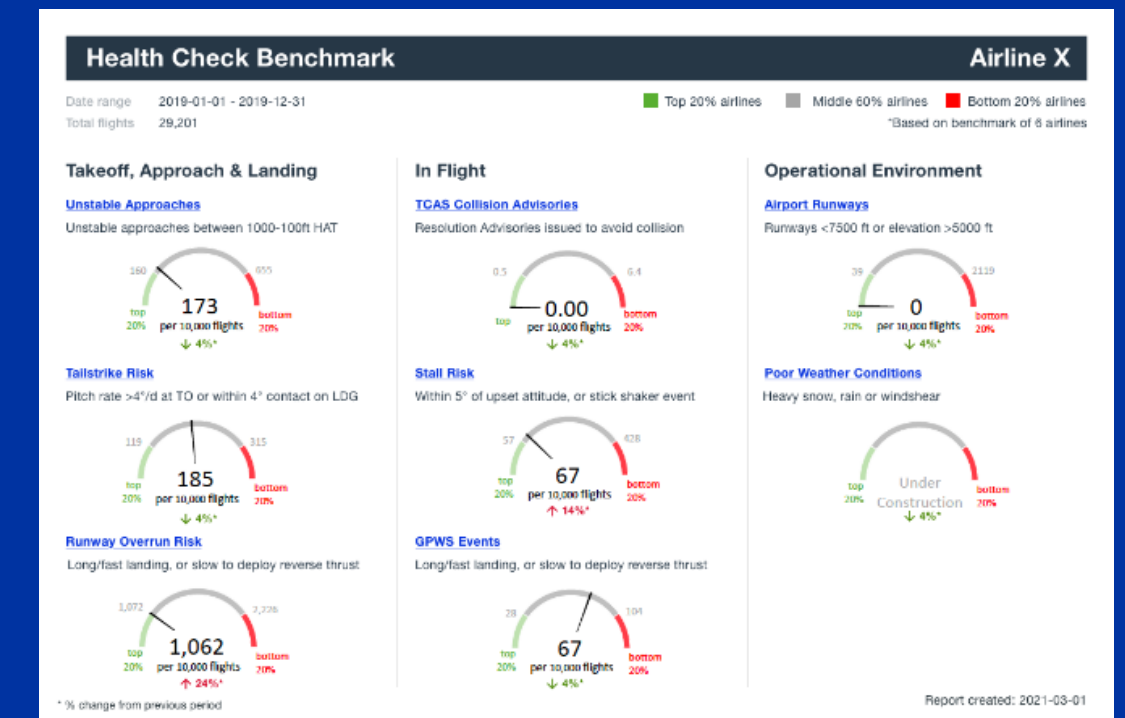 Health Check Benchmark Airline X
Date range 2019-01-01 - 2019-12-31
Top 20% airlines Middle 60% airlines Bottom 20% airlines
Total flights 29,201
*Based on benchmark of 6 airlines
Takeoff, Approach & Landing
Unstable Approaches
Unstable approaches between 1000-100ft HAT
160 655
173
top 20%
per 10,000 flights
bottom 20%
↓ 4%*
Tailstrike Risk
Pitch rate >4°/d at TO or within 4° contact on LDG
119 315
185
top 20%
per 10,000 flights
bottom 20%
↓ 4%*
Runway Overrun Risk
Long/fast landing, or slow to deploy reverse thrust
1,072 2,226
1,062
top 20%
per 10,000 flights
bottom 20%
↑ 24%*
In Flight
TCAS Collision Advisories
Resolution Advisories issued to avoid collision
0.5 6.4
0.00
top
per 10,000 flights
bottom 20%
↓ 4%*
Stall Risk
Within 5° of upset attitude, or stick shaker event
57 428
67
top 20%
per 10,000 flights
bottom 20%
↑ 14%*
GPWS Events
Long/fast landing, or slow to deploy reverse thrust
28 104
67
top 20%
per 10,000 flights
bottom 20%
↓ 4%*
Operational Environment
Airport Runways
Runways <7500 ft or elevation >5000 ft
39 2119
0
top 20%
per 10,000 flights
bottom 20%
↓ 4%*
Poor Weather Conditions
Heavy snow, rain or windshear
Under
Construction
top 20%
bottom 20%
↓ 4%*
* % change from previous period
Report created: 2021-03-01